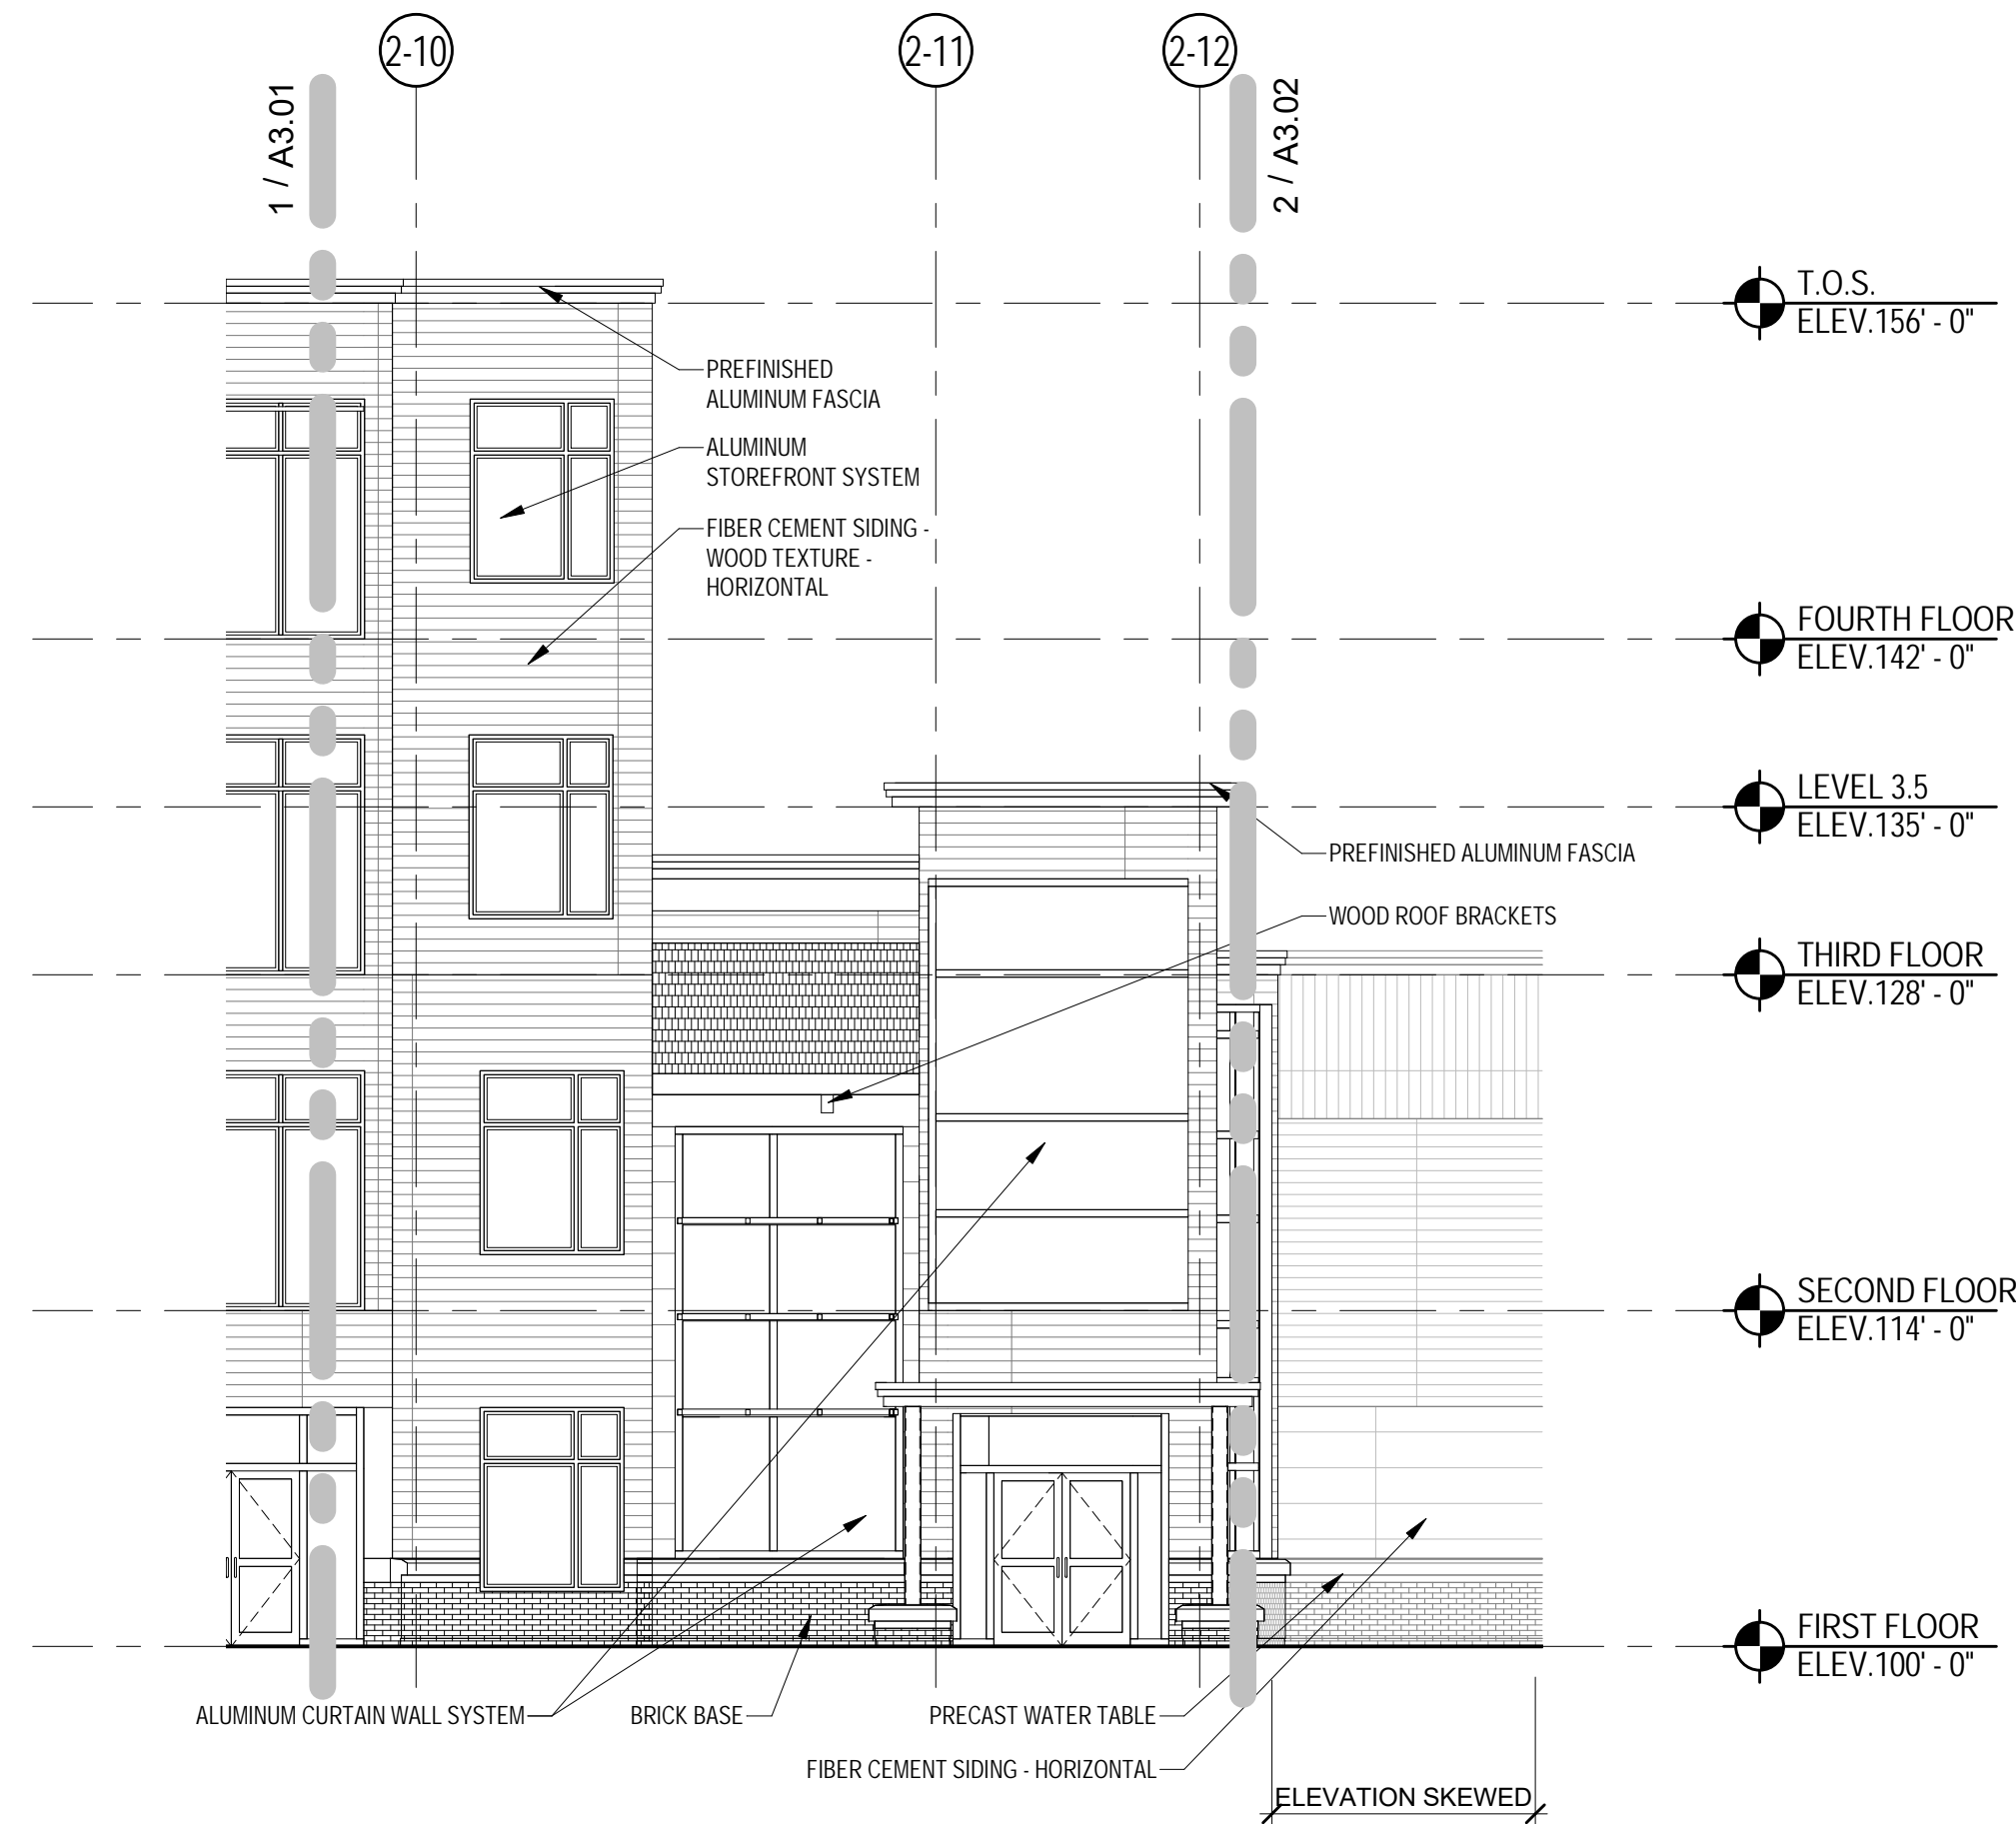 2-10
2-11
2-12
1 / A3.01
2 / A3.02
T.O.S.
ELEV.156' - 0"
PREFINISHED
ALUMINUM FASCIA
ALUMINUM
STOREFRONT SYSTEM
FIBER CEMENT SIDING -
WOOD TEXTURE -
HORIZONTAL
FOURTH FLOOR
ELEV.142' - 0"
LEVEL 3.5
ELEV.135' - 0"
PREFINISHED ALUMINUM FASCIA
WOOD ROOF BRACKETS
THIRD FLOOR
ELEV.128' - 0"
SECOND FLOOR
ELEV.114' - 0"
FIRST FLOOR
ELEV.100' - 0"
ALUMINUM CURTAIN WALL SYSTEM
BRICK BASE
PRECAST WATER TABLE
FIBER CEMENT SIDING - HORIZONTAL
ELEVATION SKEWED